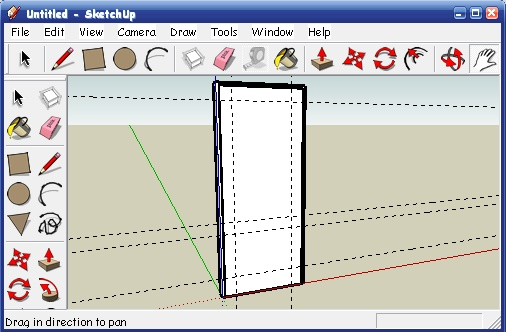 Untitled - SketchUp
File Edit View Camera Draw Tools Window Help
Drag in direction to pan